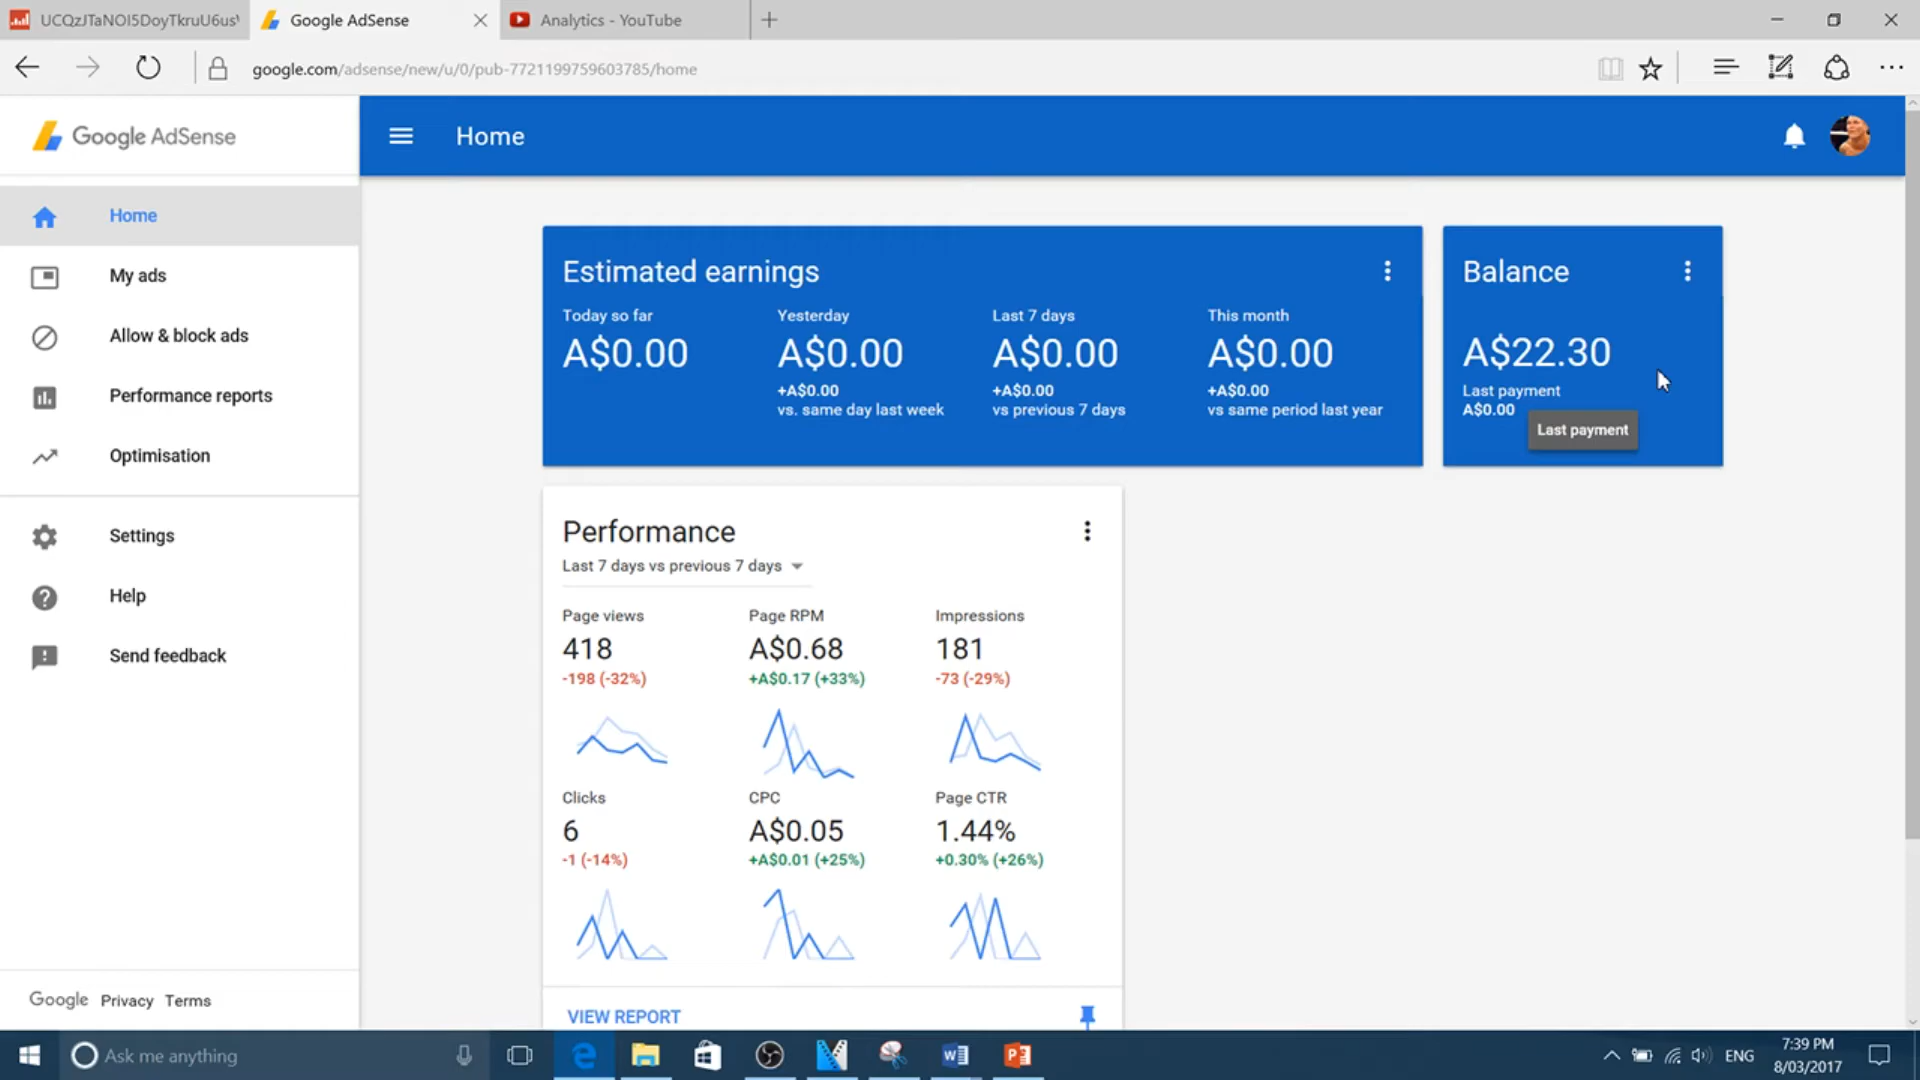 UCQzJTaNOI5DoyTkruU6us
Google AdSense
Analytics - YouTube
google.com/adsense/new/u/0/pub-7721199759603785/home
Google AdSense
Home
Home
My ads
Allow & block ads
Performance reports
Optimisation
Settings
Help
Send feedback
Google Privacy Terms
Estimated earnings
Today so far
A$0.00
Yesterday
A$0.00
+A$0.00
vs. same day last week
Last 7 days
A$0.00
+A$0.00
vs previous 7 days
This month
A$0.00
+A$0.00
vs same period last year
Balance
A$22.30
Last payment
A$0.00
Last payment
Performance
Last 7 days vs previous 7 days
Page views
418
-198 (-32%)
Page RPM
A$0.68
+A$0.17 (+33%)
Impressions
181
-73 (-29%)
Clicks
6
-1 (-14%)
CPC
A$0.05
+A$0.01 (+25%)
Page CTR
1.44%
+0.30% (+26%)
VIEW REPORT
Ask me anything
ENG
7:39 PM
8/03/2017